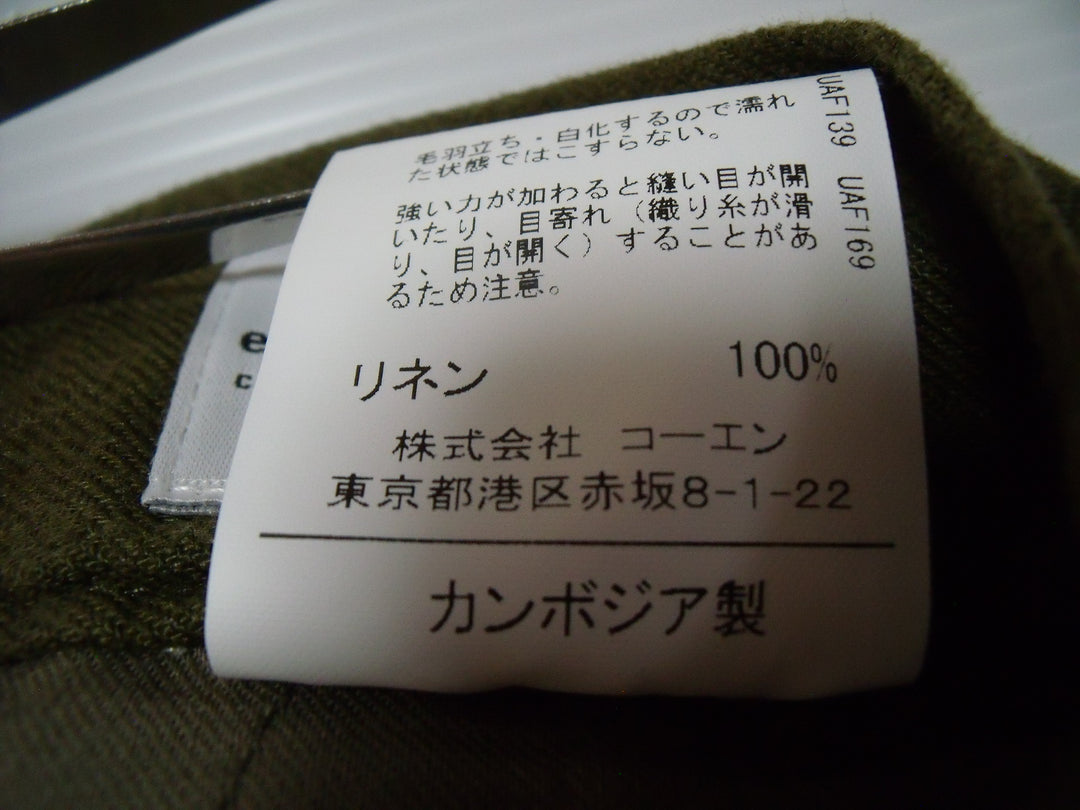 毛羽立ち・白化するので濡れ
た状態ではこすらない。
強い力が加わると縫い目が開
いたり、目寄れ（織り糸が滑
り、目が開く）することがあ
るため注意。
UAF139 UAF169
リネン 100%
株式会社 コーエン
東京都港区赤坂8-1-22
カンボジア製